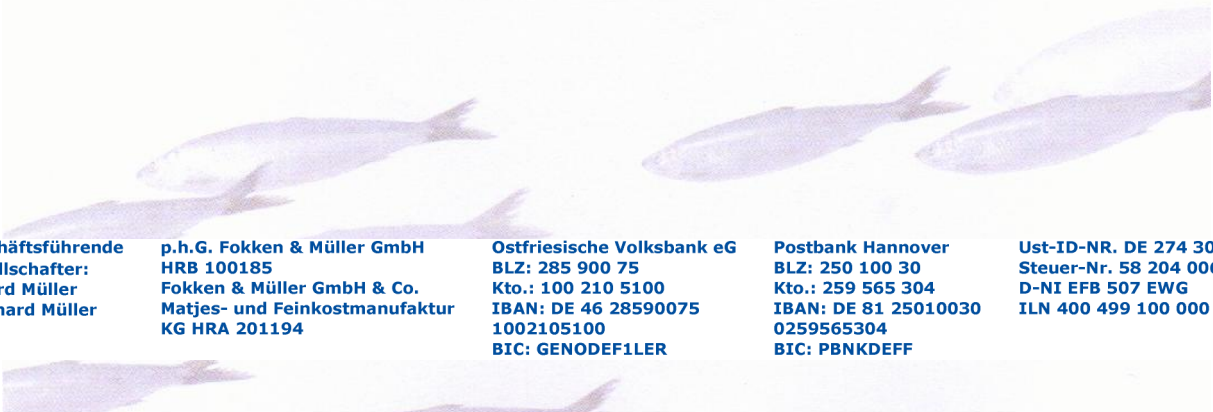 häftsführende
llschafter:
rd Müller
hard Müller
p.h.G. Fokken & Müller GmbH
HRB 100185
Fokken & Müller GmbH & Co.
Matjes- und Feinkostmanufaktur
KG HRA 201194
Ostfriesische Volksbank eG
BLZ: 285 900 75
Kto.: 100 210 5100
IBAN: DE 46 28590075
1002105100
BIC: GENODEF1LER
Postbank Hannover
BLZ: 250 100 30
Kto.: 259 565 304
IBAN: DE 81 25010030
0259565304
BIC: PBNKDEFF
Ust-ID-NR. DE 274 30
Steuer-Nr. 58 204 006
D-NI EFB 507 EWG
ILN 400 499 100 000